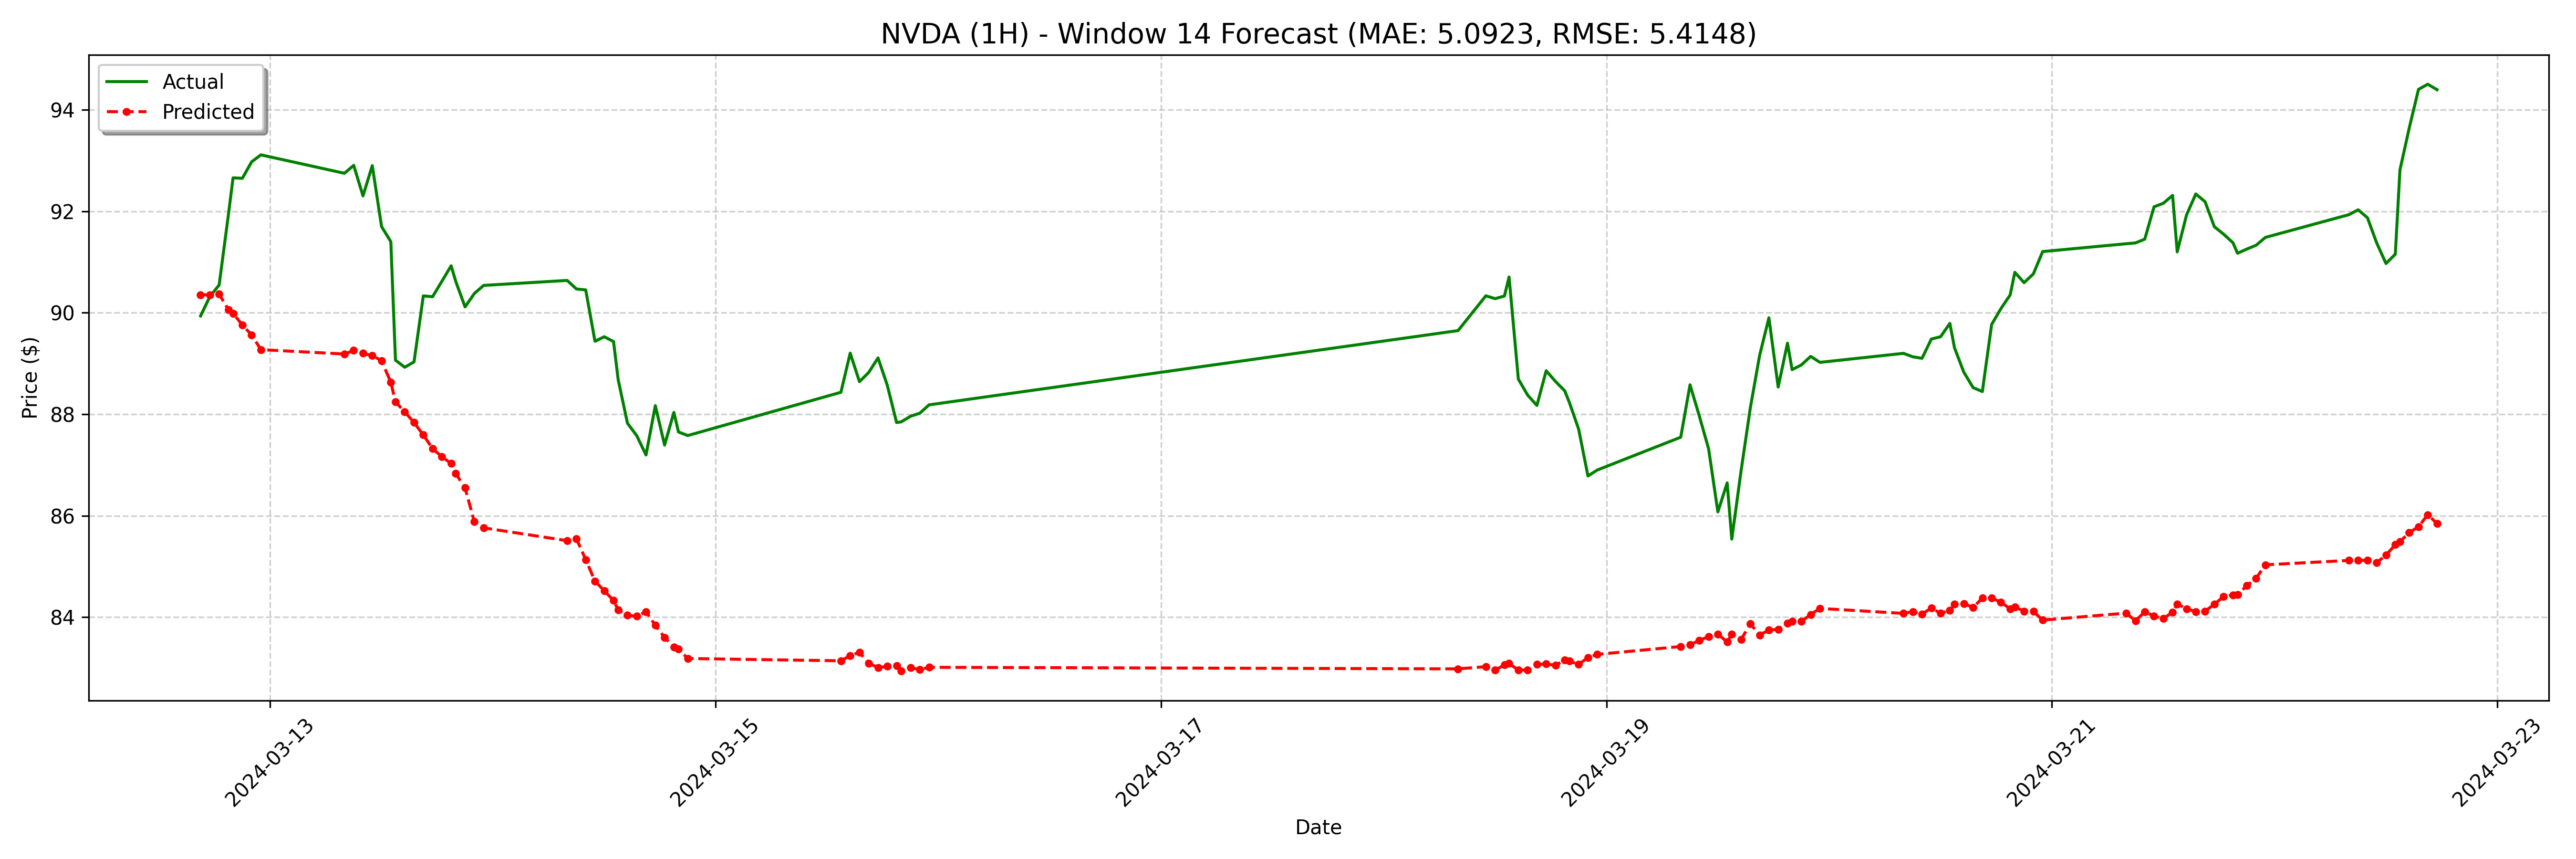 NVDA (1H) - Window 14 Forecast (MAE: 5.0923, RMSE: 5.4148)
Actual
Predicted
94
92
90
88
86
84
Price ($)
2024-03-13
2024-03-15
2024-03-17
2024-03-19
2024-03-21
2024-03-23
Date